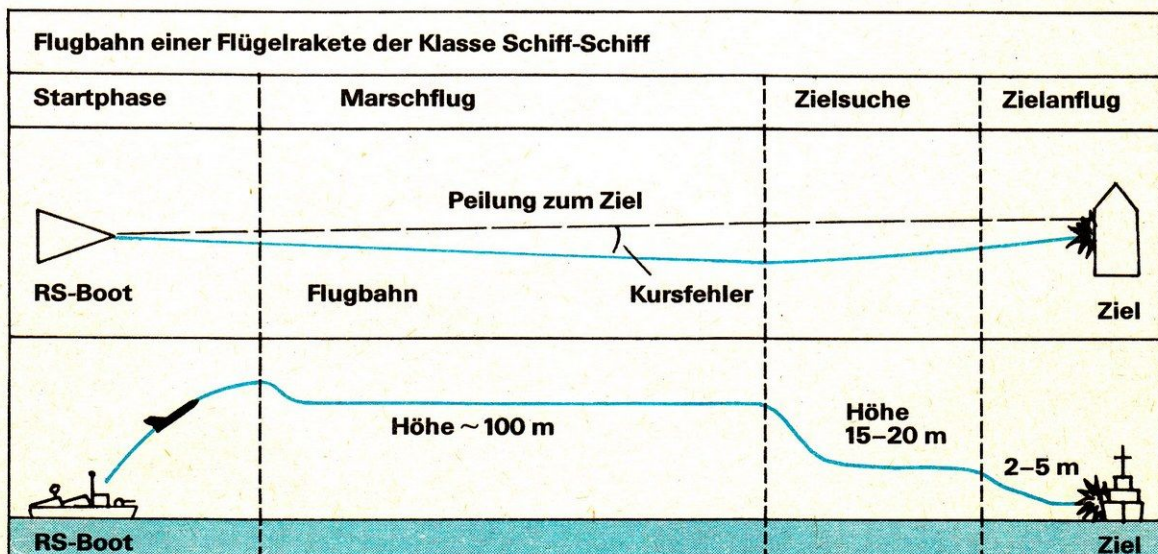 Flugbahn einer Flügelrakete der Klasse Schiff-Schiff
Startphase
Marschflug
Zielsuche
Zielanflug
Peilung zum Ziel
RS-Boot
Flugbahn
Kursfehler
Ziel
Höhe ~ 100 m
Höhe
15–20 m
2–5 m
RS-Boot
Ziel